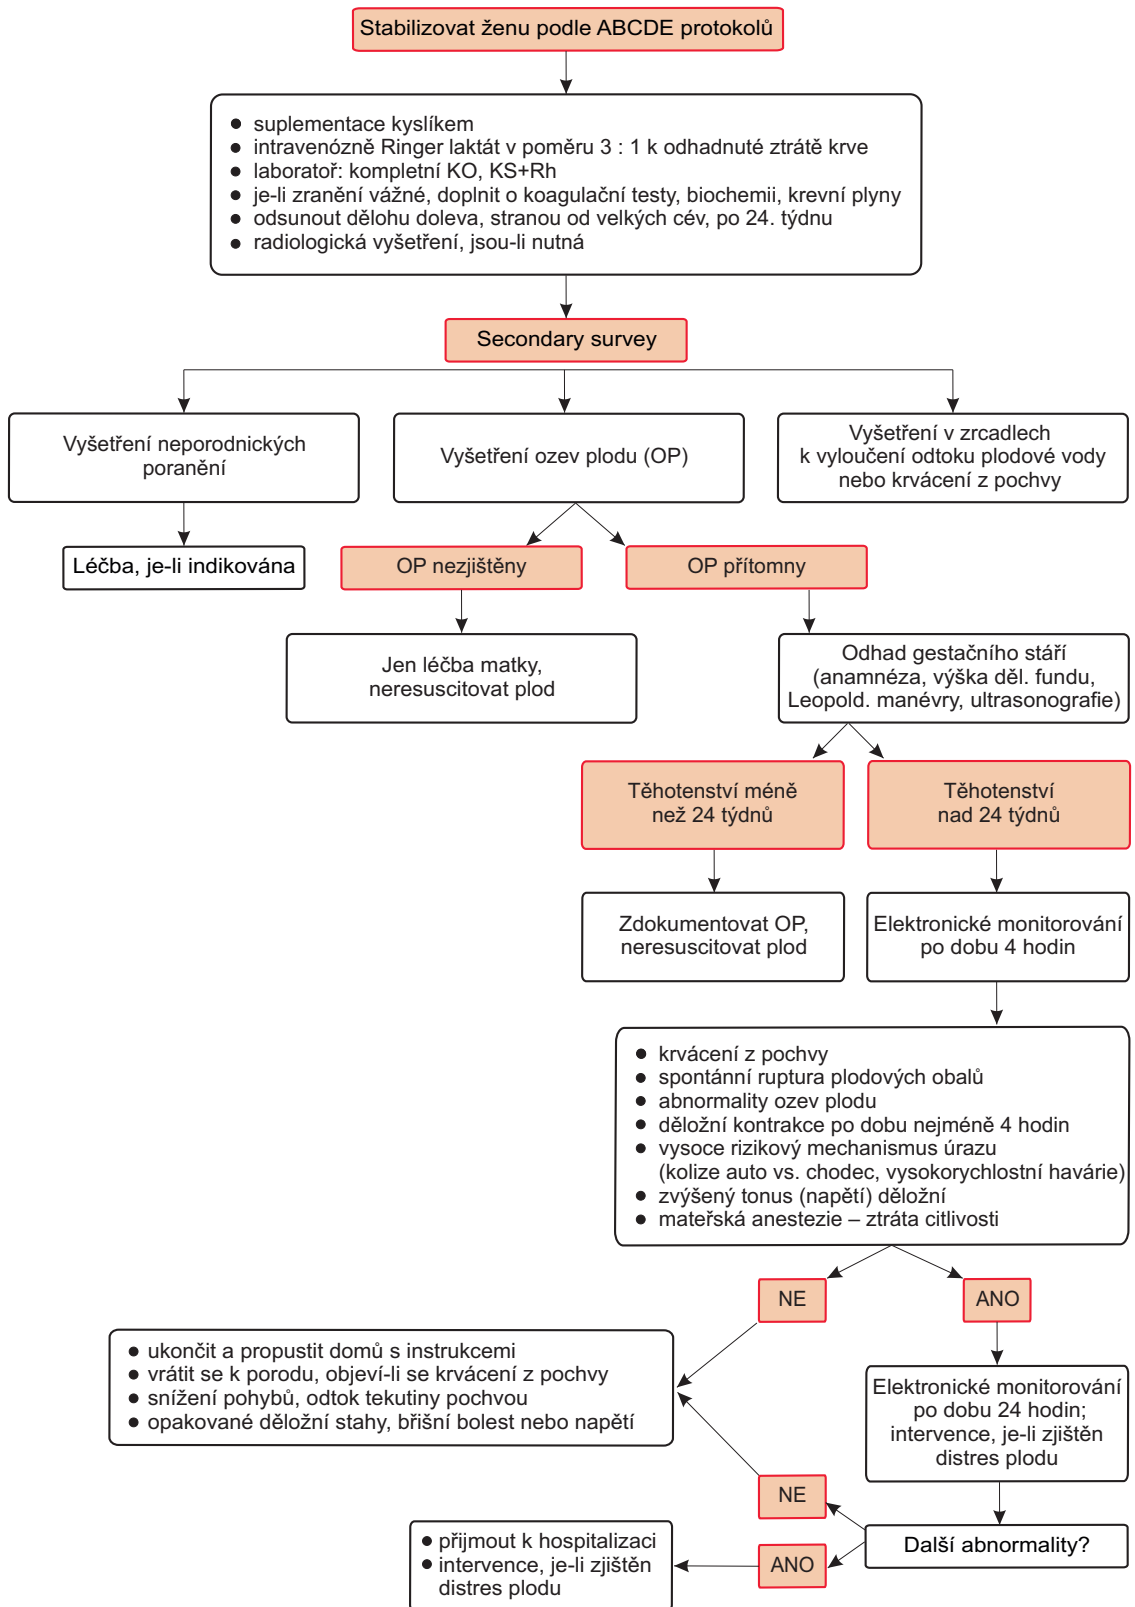 Stabilizovat ženu podle ABCDE protokolů
● suplementace kyslíkem
● intravenózně Ringer laktát v poměru 3 : 1 k odhadnuté ztrátě krve
● laboratoř: kompletní KO, KS+Rh
● je-li zranění vážné, doplnit o koagulační testy, biochemii, krevní plyny
● odsunout dělohu doleva, stranou od velkých cév, po 24. týdnu
● radiologická vyšetření, jsou-li nutná
Secondary survey
Vyšetření neporodnických
poranění
Vyšetření ozev plodu (OP)
Vyšetření v zrcadlech
k vyloučení odtoku plodové vody
nebo krvácení z pochvy
Léčba, je-li indikována
OP nezjištěny
OP přítomny
Jen léčba matky,
neresuscitovat plod
Odhad gestačního stáří
(anamnéza, výška děl. fundu,
Leopold. manévry, ultrasonografie)
Těhotenství méně
než 24 týdnů
Těhotenství
nad 24 týdnů
Zdokumentovat OP,
neresuscitovat plod
Elektronické monitorování
po dobu 4 hodin
● krvácení z pochvy
● spontánní ruptura plodových obalů
● abnormality ozev plodu
● děložní kontrakce po dobu nejméně 4 hodin
● vysoce rizikový mechanismus úrazu
(kolize auto vs. chodec, vysokorychlostní havárie)
● zvýšený tonus (napětí) děložní
● mateřská anestezie – ztráta citlivosti
NE
ANO
● ukončit a propustit domů s instrukcemi
● vrátit se k porodu, objeví-li se krvácení z pochvy
● snížení pohybů, odtok tekutiny pochvou
● opakované děložní stahy, břišní bolest nebo napětí
Elektronické monitorování
po dobu 24 hodin;
intervence, je-li zjištěn
distres plodu
NE
Další abnormality?
ANO
● přijmout k hospitalizaci
● intervence, je-li zjištěn
distres plodu